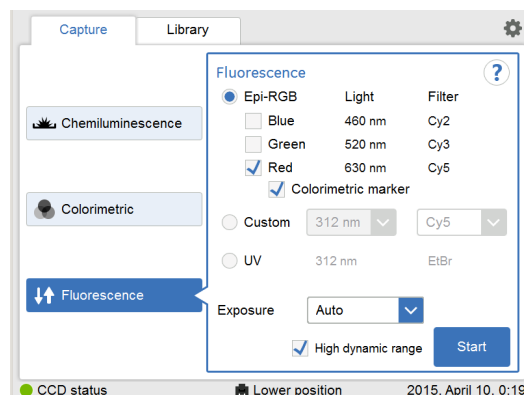 Capture Library
Fluorescence ?
Epi-RGB Light Filter
Blue 460 nm Cy2
Green 520 nm Cy3
Red 630 nm Cy5
Colorimetric marker
Chemiluminescence
Colorimetric
Custom 312 nm Cy5
UV 312 nm EtBr
Fluorescence
Exposure Auto
High dynamic range Start
CCD status Lower position 2015, April 10, 0:19